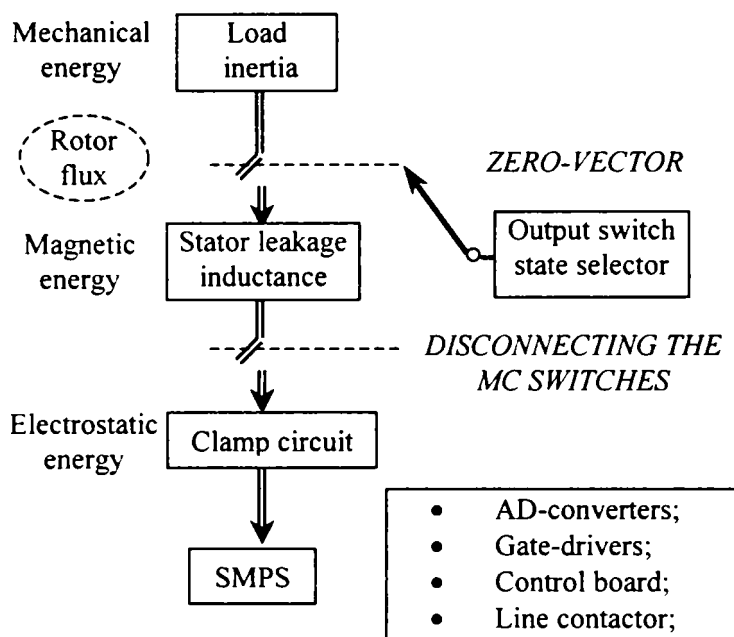 Mechanical
energy
Load
inertia
Rotor
flux
ZERO-VECTOR
Magnetic
energy
Stator leakage
inductance
Output switch
state selector
DISCONNECTING THE
MC SWITCHES
Electrostatic
energy
Clamp circuit
SMPS
• AD-converters;
• Gate-drivers;
• Control board;
• Line contactor;